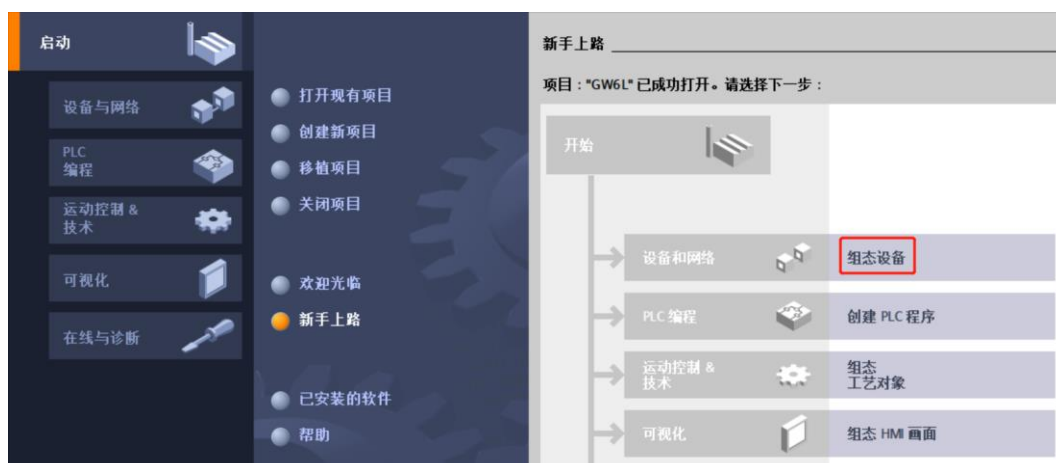 启动
设备与网络
PLC
编程
运动控制 &
技术
可视化
在线与诊断
打开现有项目
创建新项目
移植项目
关闭项目
欢迎光临
新手上路
已安装的软件
帮助
新手上路
项目："GW6L" 已成功打开。请选择下一步：
开始
设备和网络
组态设备
PLC 编程
创建 PLC 程序
运动控制 &
技术
组态
工艺对象
可视化
组态 HMI 画面